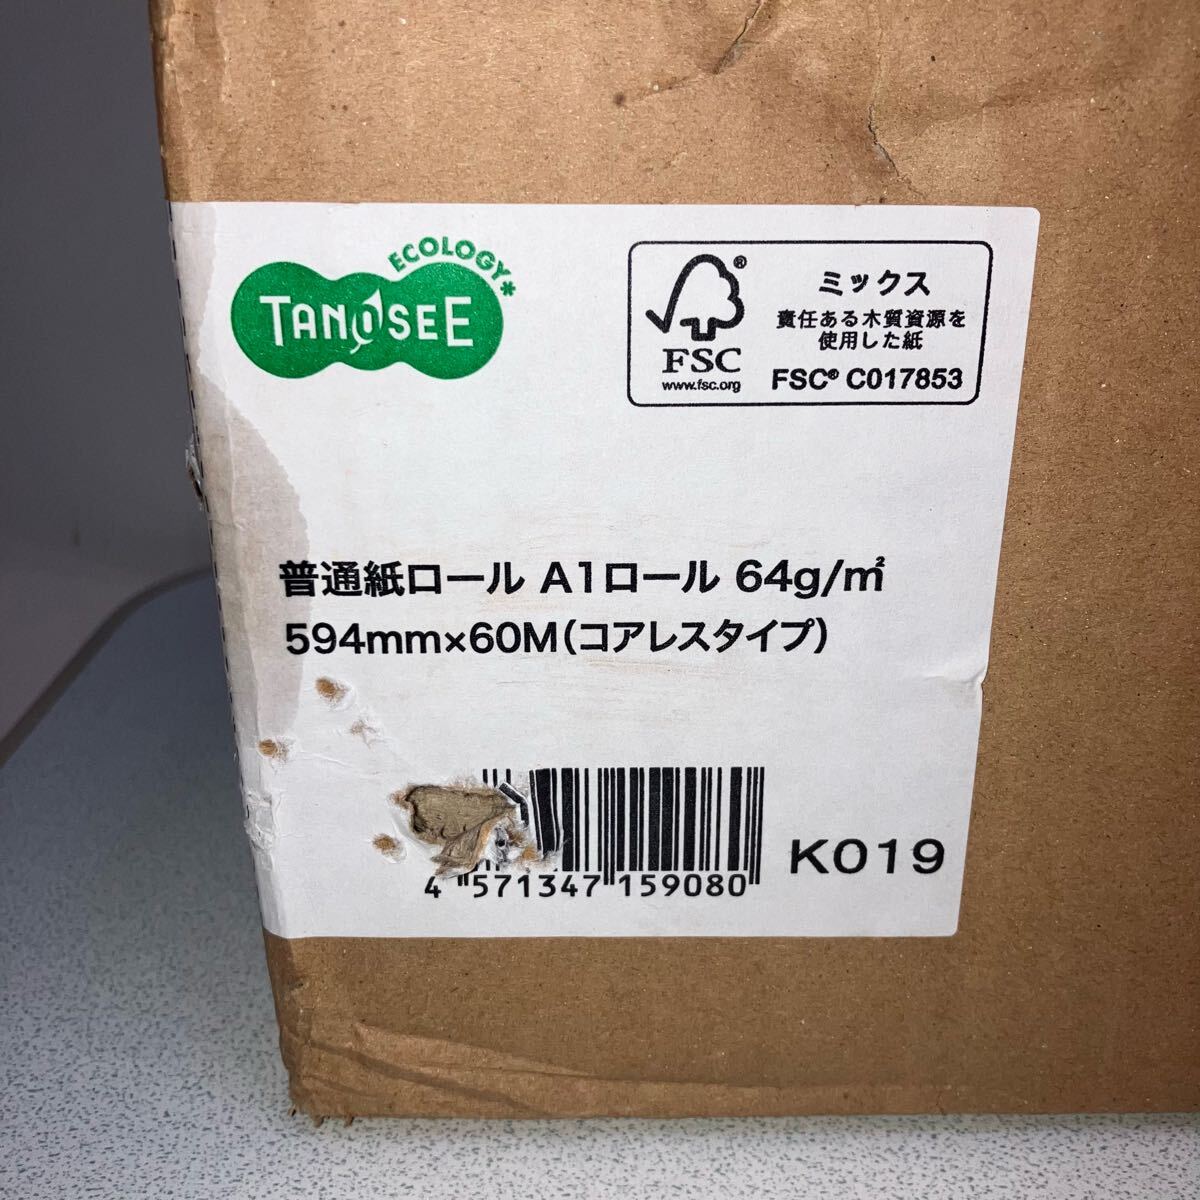 ECOLOGY*
TANOSEE
ミックス
責任ある木質資源を
使用した紙
FSC® C017853
®
FSC
www.fsc.org
普通紙ロール A1ロール 64g/㎡
594mm×60M(コアレスタイプ)
4 571347 159080
K019